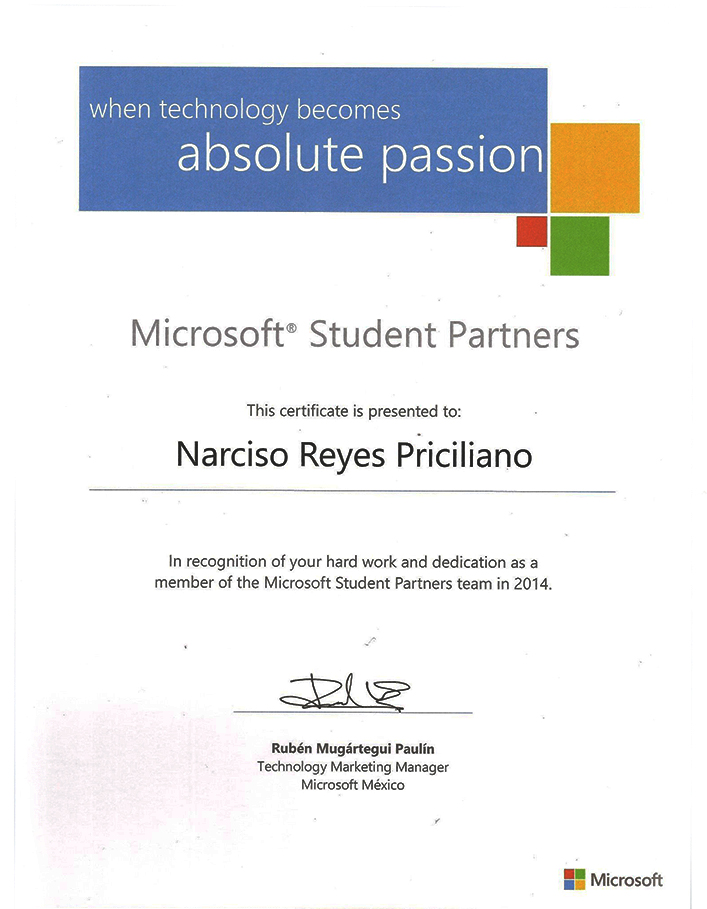 when technology becomes
absolute passion
Microsoft® Student Partners
This certificate is presented to:
Narciso Reyes Priciliano
In recognition of your hard work and dedication as a
member of the Microsoft Student Partners team in 2014.
Rubén Mugártegui Paulín
Technology Marketing Manager
Microsoft México
Microsoft